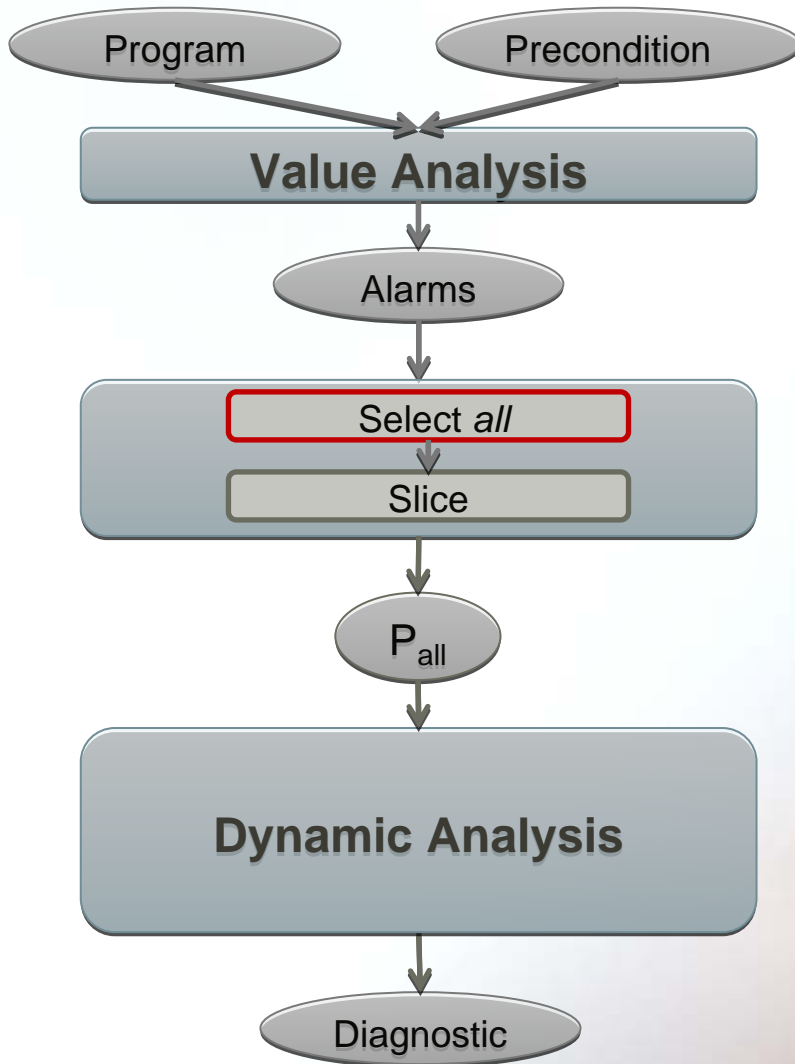 Program
Precondition
Value Analysis
Alarms
Select all
Slice
Pall
Dynamic Analysis
Diagnostic